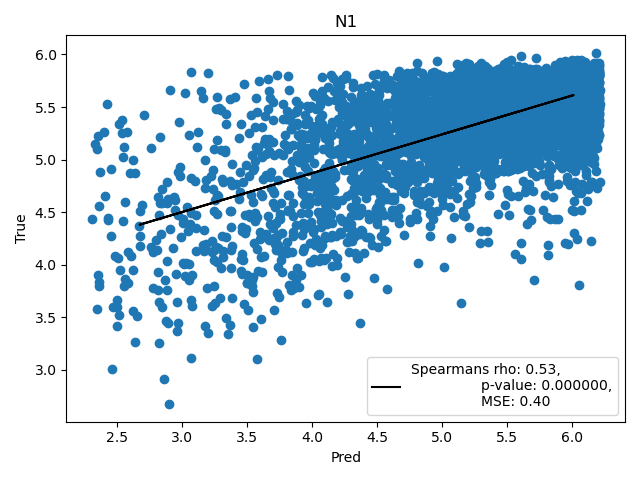 N1
True
6.0
5.5
5.0
4.5
4.0
3.5
3.0
Spearmans rho: 0.53,
p-value: 0.000000,
MSE: 0.40
2.5 3.0 3.5 4.0 4.5 5.0 5.5 6.0
Pred